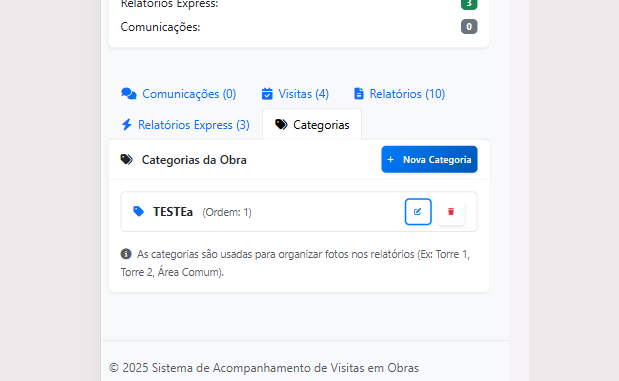 Relatórios Express: 3
Comunicações: 0
Comunicações (0) Visitas (4) Relatórios (10)
Relatórios Express (3) Categorias
Categorias da Obra + Nova Categoria
TESTEa (Ordem: 1)
As categorias são usadas para organizar fotos nos relatórios (Ex: Torre 1,
Torre 2, Área Comum).
© 2025 Sistema de Acompanhamento de Visitas em Obras